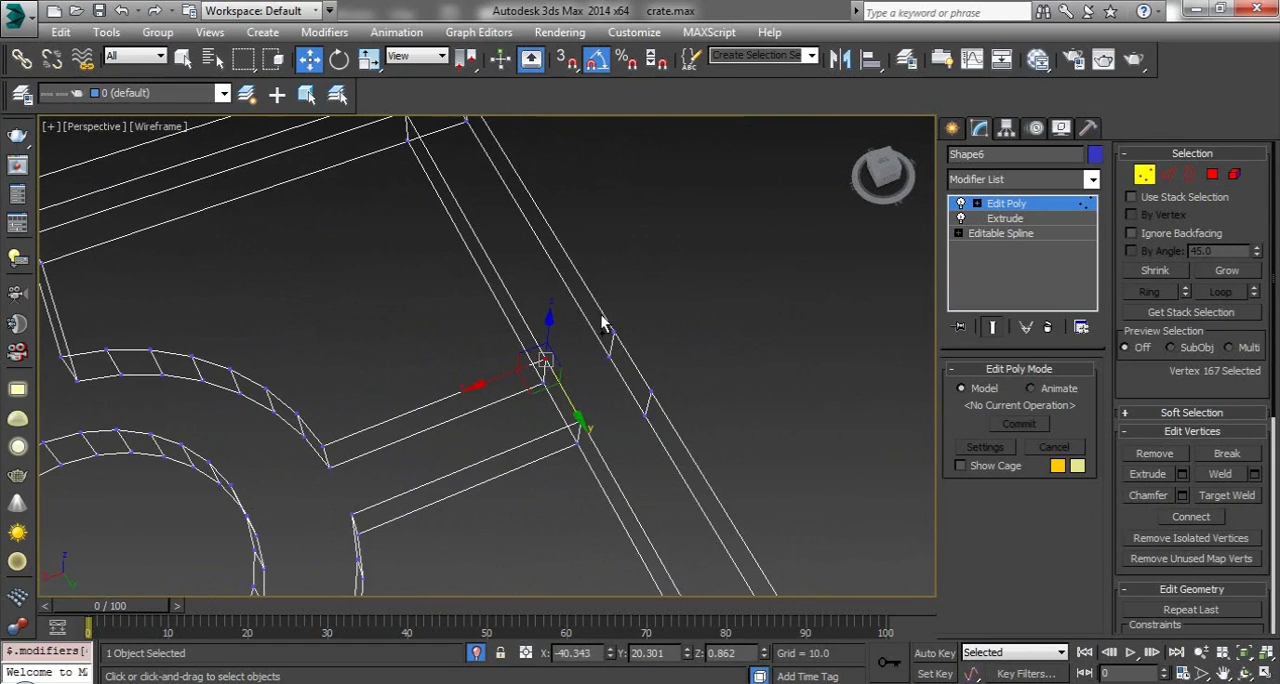 Workspace: Default
Autodesk 3ds Max 2014 x64 crate.max
Type a keyword or phrase
Edit Tools Group Views Create Modifiers Animation Graph Editors Rendering Customize MAXScript Help
All View 3 Create Selection Se
0 (default)
[+] [Perspective] [Wireframe]
z
y
Shape6
Modifier List
Edit Poly
Extrude
Editable Spline
Edit Poly Mode
Model Animate
<No Current Operation>
Commit
Settings Cancel
Show Cage
Selection
Use Stack Selection
By Vertex
Ignore Backfacing
By Angle: 45.0
Shrink Grow
Ring Loop
Get Stack Selection
Preview Selection
Off SubObj Multi
Vertex 167 Selected
Soft Selection
Edit Vertices
Remove Break
Extrude Weld
Chamfer Target Weld
Connect
Remove Isolated Vertices
Remove Unused Map Verts
Edit Geometry
Repeat Last
Constraints
0 / 100
0 10 20 30 40 50 60 70 80 90 100
$.modifiers[
Welcome to M
1 Object Selected
Click or click-and-drag to select objects
X: -40.343 Y: 20.301 Z: 0.862 Grid = 10.0
Add Time Tag
Auto Key Selected
Set Key Key Filters... 0